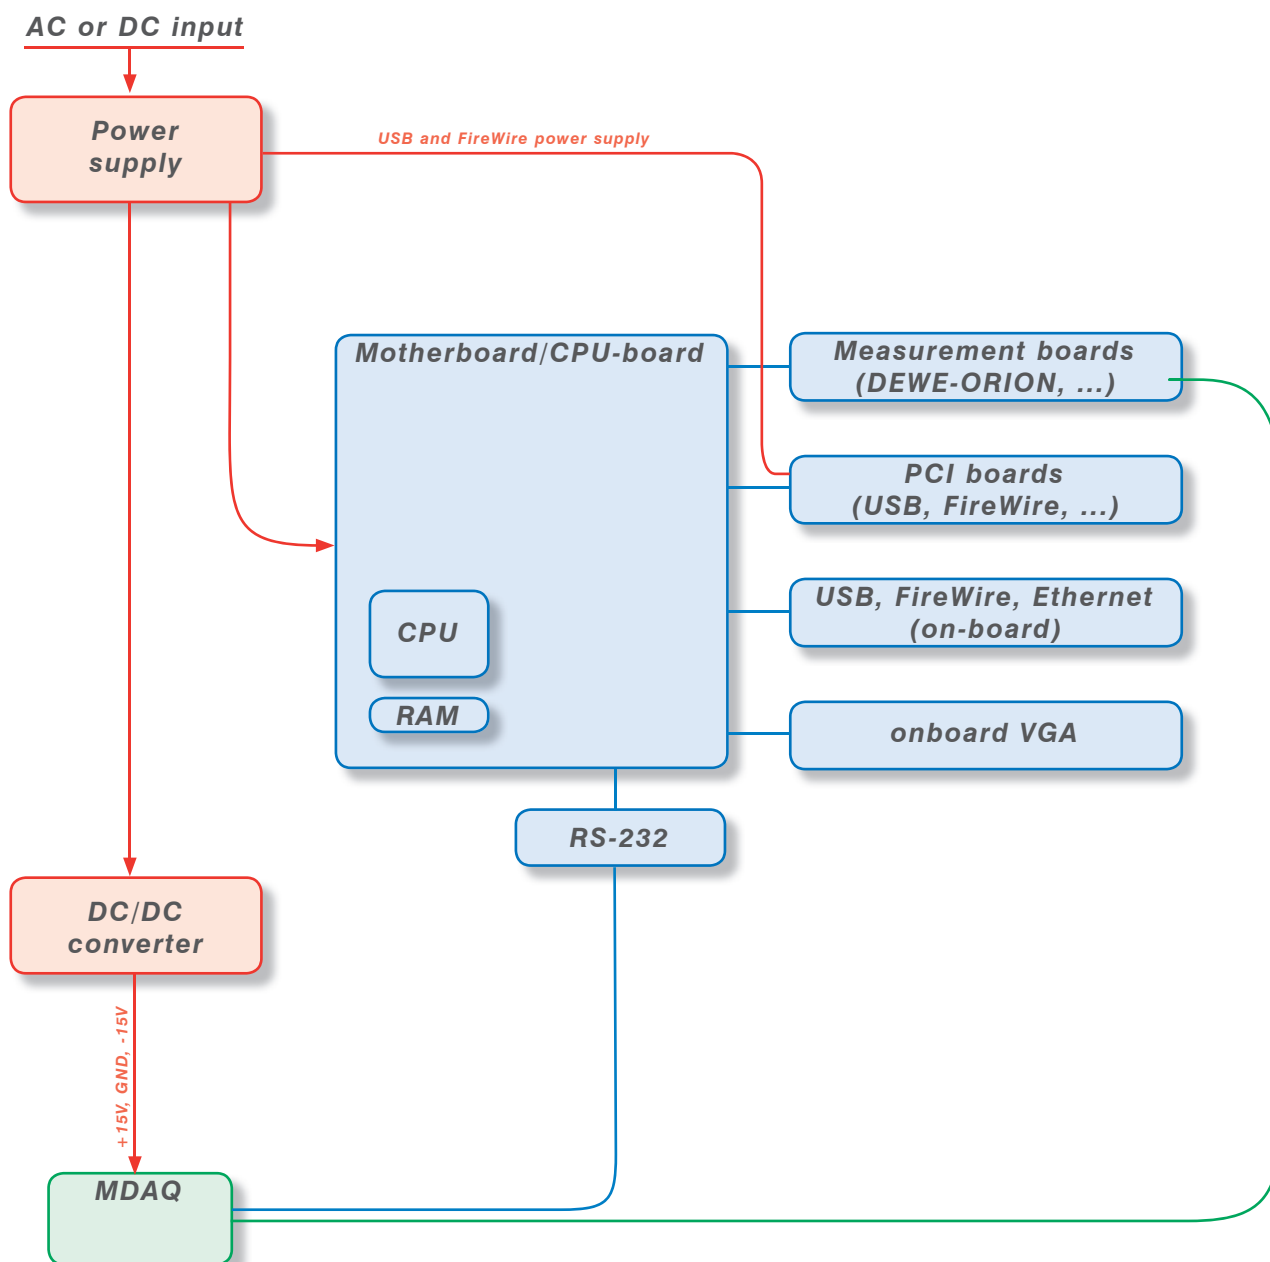 AC or DC input
Power
supply
USB and FireWire power supply
Motherboard/CPU-board
Measurement boards
(DEWE-ORION, ...)
PCI boards
(USB, FireWire, ...)
USB, FireWire, Ethernet
(on-board)
CPU
RAM
onboard VGA
RS-232
DC/DC
converter
+15V, GND, -15V
MDAQ